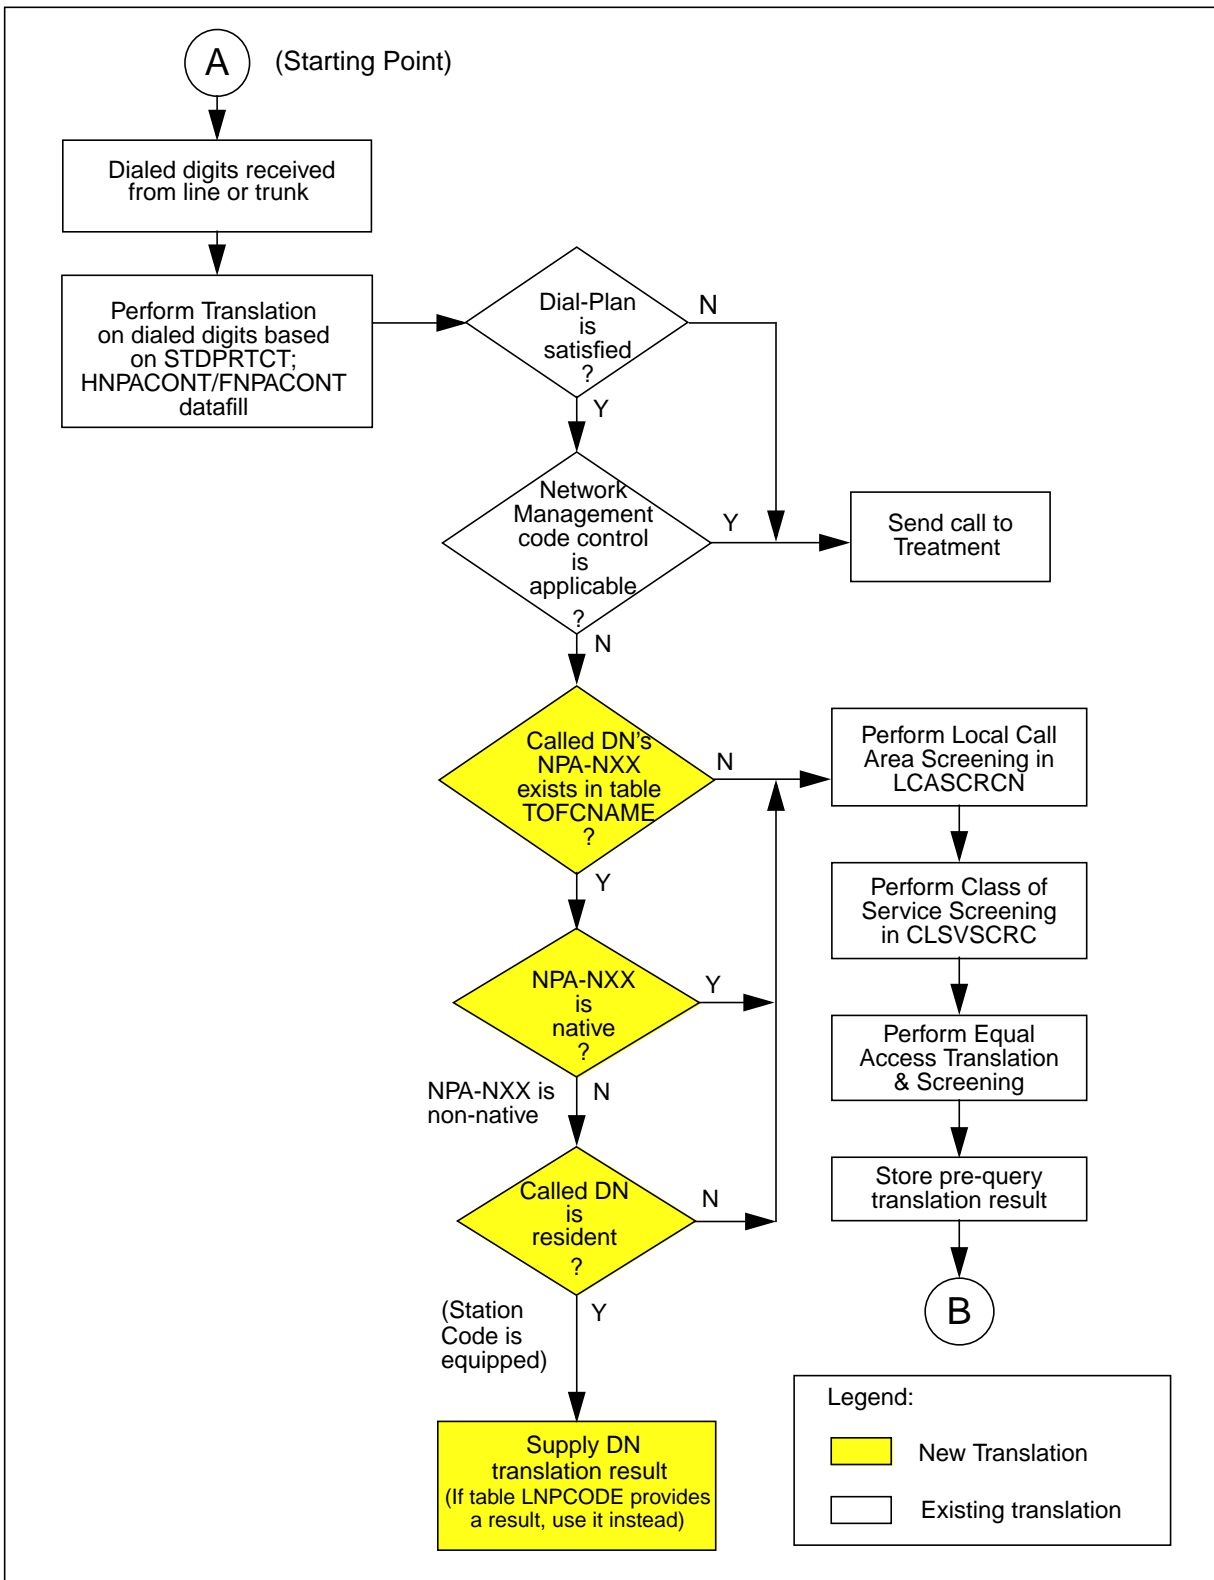 A
(Starting Point)
Dialed digits received
from line or trunk
Perform Translation
on dialed digits based
on STDPRTCT;
HNPACONT/FNPACONT
datafill
Dial-Plan
is
satisfied
?
N
Y
Network
Management
code control
is
applicable
?
Y
N
Send call to
Treatment
Called DN's
NPA-NXX
exists in table
TOFCNAME
?
N
Y
Perform Local Call
Area Screening in
LCASCRCN
Perform Class of
Service Screening
in CLSVSCRC
NPA-NXX
is
native
?
Y
NPA-NXX is
non-native
N
Perform Equal
Access Translation
& Screening
Called DN
is
resident
?
N
Store pre-query
translation result
B
(Station
Code is
equipped)
Y
Supply DN
translation result
(If table LNPCODE provides
a result, use it instead)
Legend:
New Translation
Existing translation